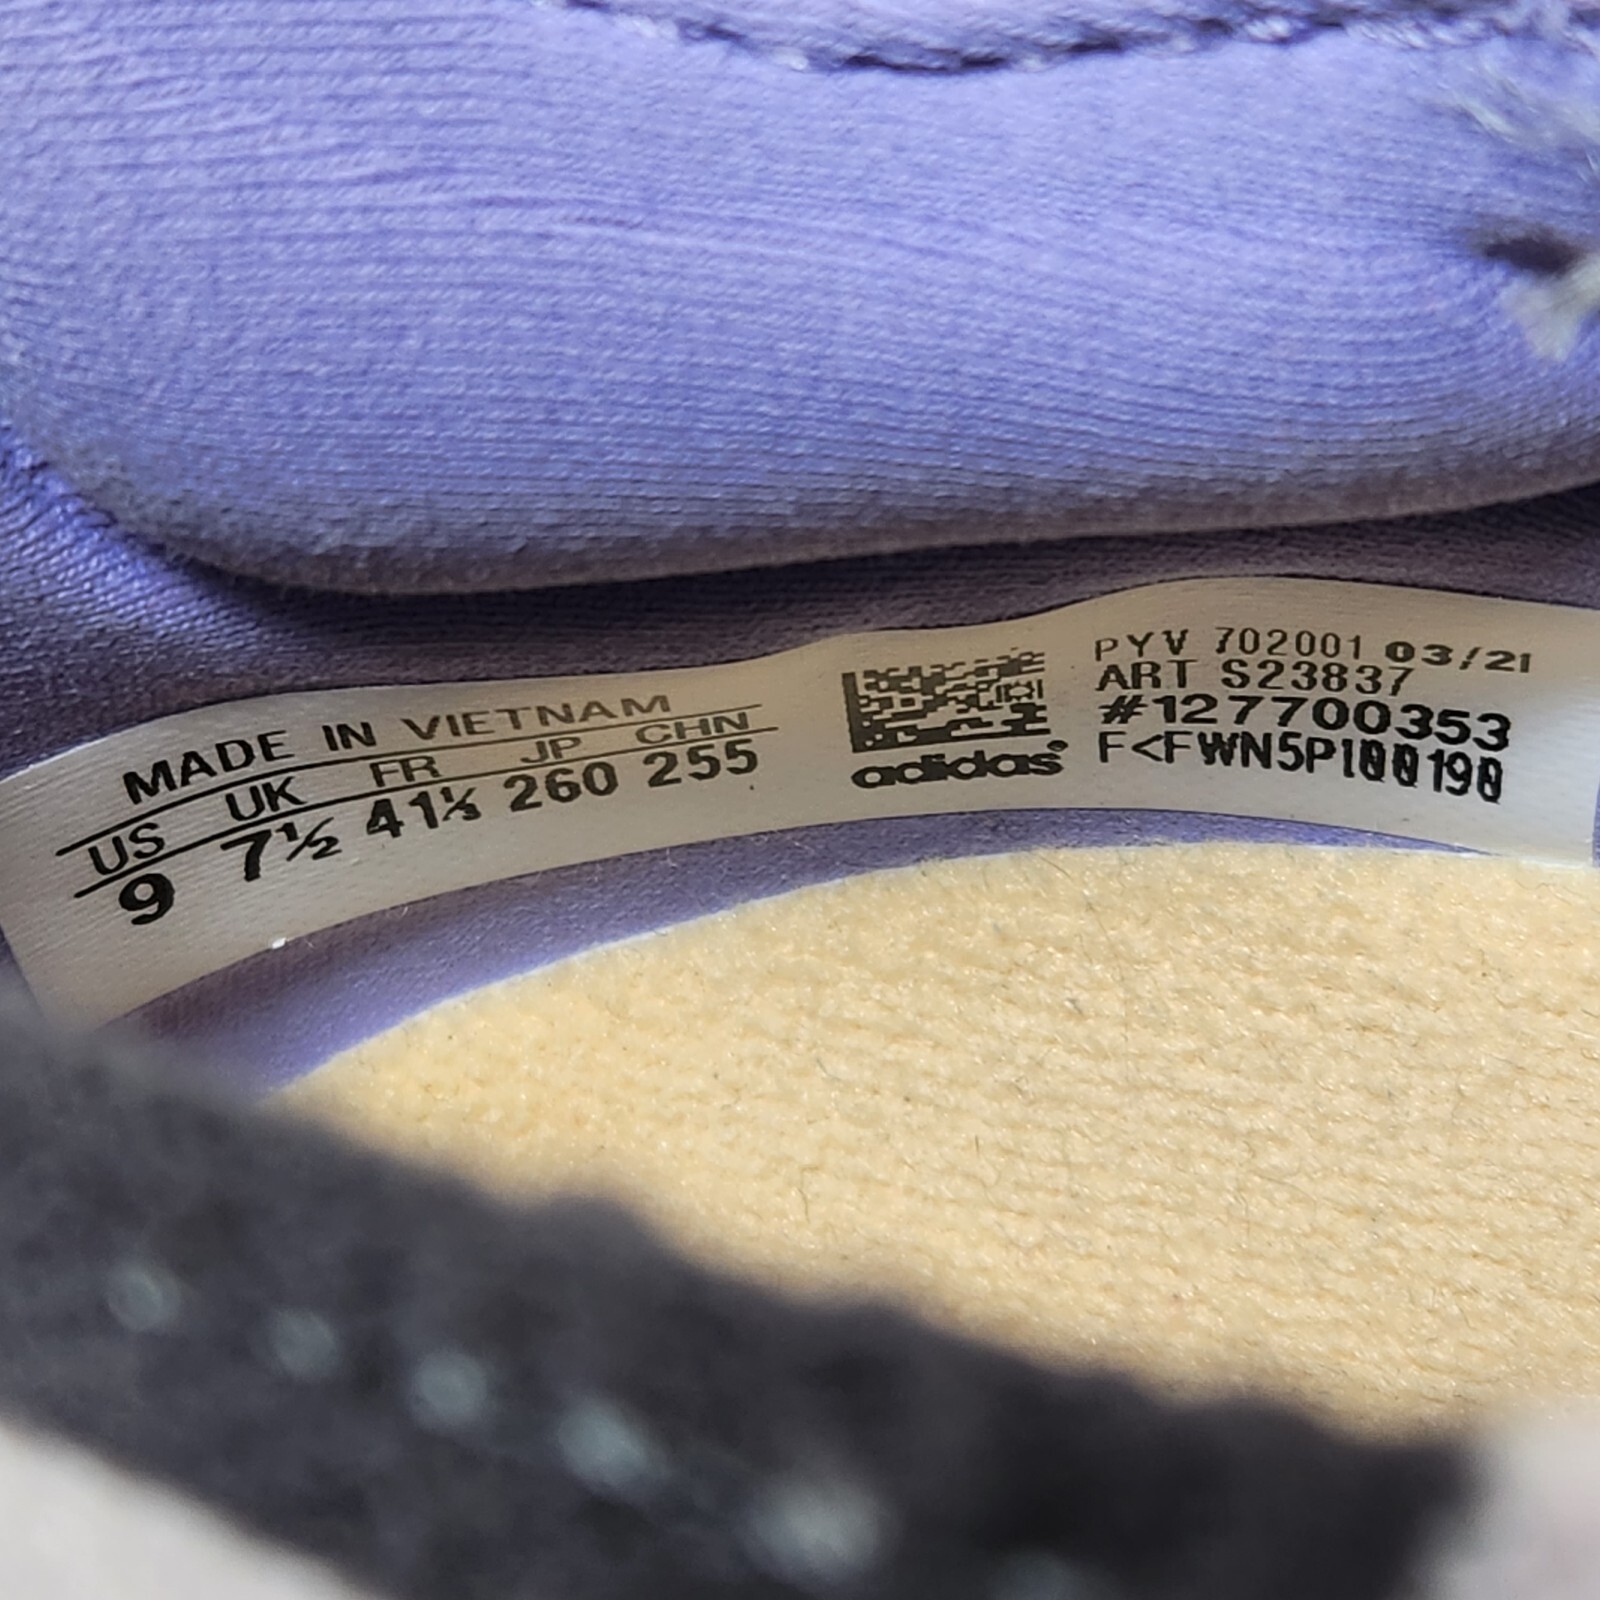 MADE IN VIETNAM
US UK FR JP CHN
9 7½ 41⅓ 260 255
adidas
PYV 702001 03/21
ART S23837
#127700353
F<FWN5P100190